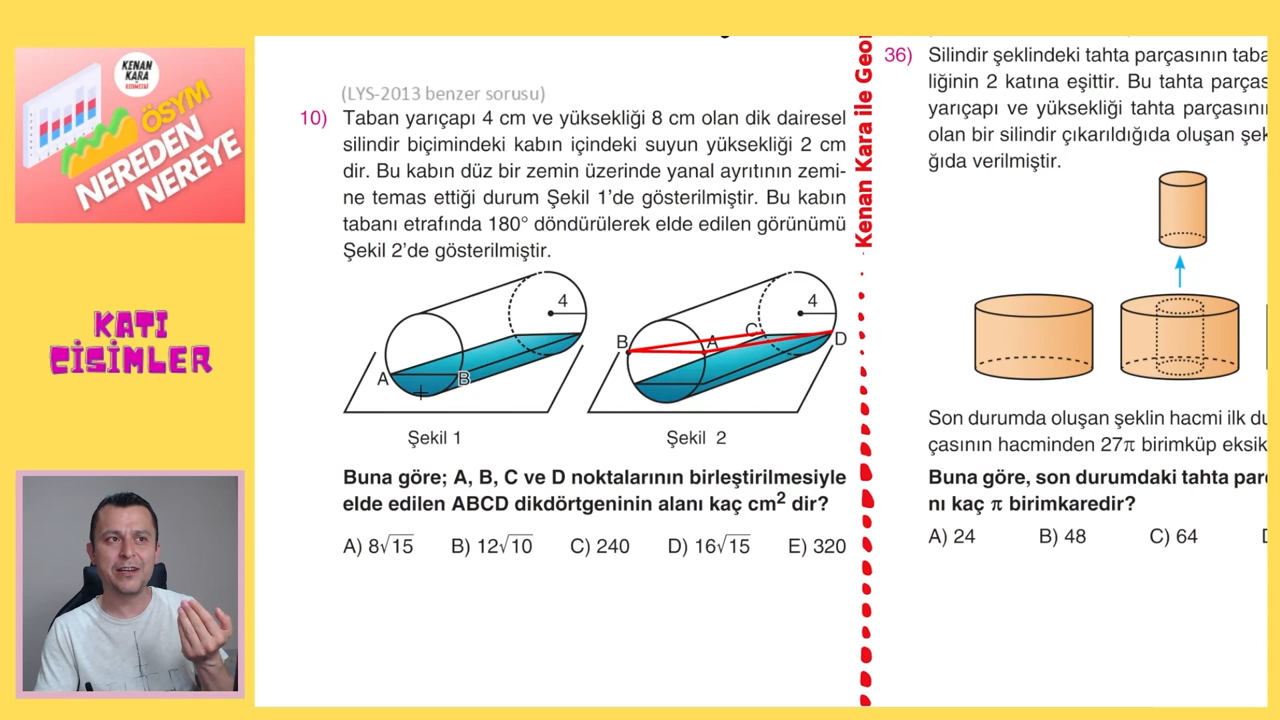 KENAN
KARA
GEOMETRİ
ÖSYM
NEREDEN
NEREYE
KATI
CİSİMLER
(LYS-2013 benzer sorusu)
10) Taban yarıçapı 4 cm ve yüksekliği 8 cm olan dik dairesel
silindir biçimindeki kabın içindeki suyun yüksekliği 2 cm
dir. Bu kabın düz bir zemin üzerinde yanal ayrıtının zemi-
ne temas ettiği durum Şekil 1'de gösterilmiştir. Bu kabın
tabanı etrafında 180° döndürülerek elde edilen görünümü
Şekil 2'de gösterilmiştir.
4
A
B
Şekil 1
4
B
A
C
D
Şekil 2
Buna göre; A, B, C ve D noktalarının birleştirilmesiyle
elde edilen ABCD dikdörtgeninin alanı kaç cm² dir?
A) 8√15 B) 12√10 C) 240 D) 16√15 E) 320
Kenan Kara ile Geo
36) Silindir şeklindeki tahta parçasının taba
liğinin 2 katına eşittir. Bu tahta parças
yarıçapı ve yüksekliği tahta parçasını
olan bir silindir çıkarıldığıda oluşan şek
ğıda verilmiştir.
Son durumda oluşan şeklin hacmi ilk du
çasının hacminden 27π birimküp eksik
Buna göre, son durumdaki tahta par
nı kaç π birimkaredir?
A) 24 B) 48 C) 64